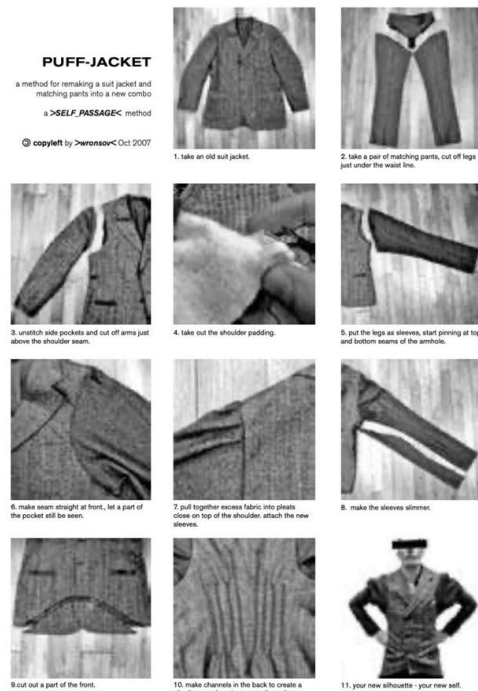 PUFF-JACKET
a method for remaking a suit jacket and
matching pants into a new combo
a >SELF_PASSAGE< method
copyleft by >wronsov< Oct 2007
1. take an old suit jacket.
2. take a pair of matching pants, cut off legs
just under the waist line.
3. unstitch side pockets and cut off arms just
above the shoulder seam.
4. take out the shoulder padding.
5. put the legs as sleeves, start pinning at top
and bottom seams of the armhole.
6. make seam straight at front., let a part of
the pocket still be seen.
7. pull together excess fabric into pleats
close on top of the shoulder. attach the new
sleeves.
8. make the sleeves slimmer.
9.cut out a part of the front.
10. make channels in the back to create a
11. your new silhouette - your new self.